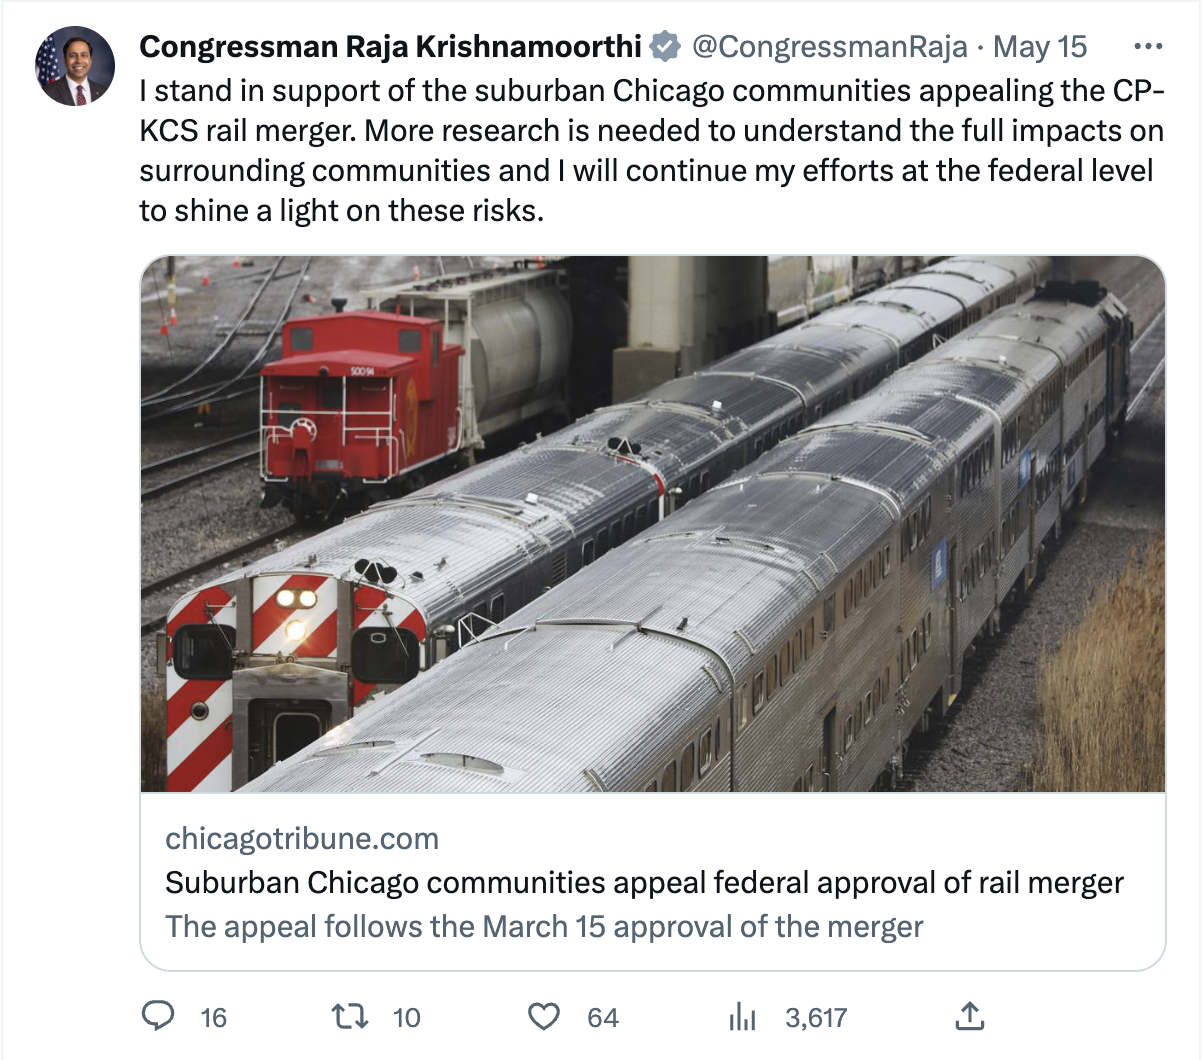 Congressman Raja Krishnamoorthi @CongressmanRaja · May 15
I stand in support of the suburban Chicago communities appealing the CP-
KCS rail merger. More research is needed to understand the full impacts on
surrounding communities and I will continue my efforts at the federal level
to shine a light on these risks.
SOO 94
chicagotribune.com
Suburban Chicago communities appeal federal approval of rail merger
The appeal follows the March 15 approval of the merger
16 10 64 3,617